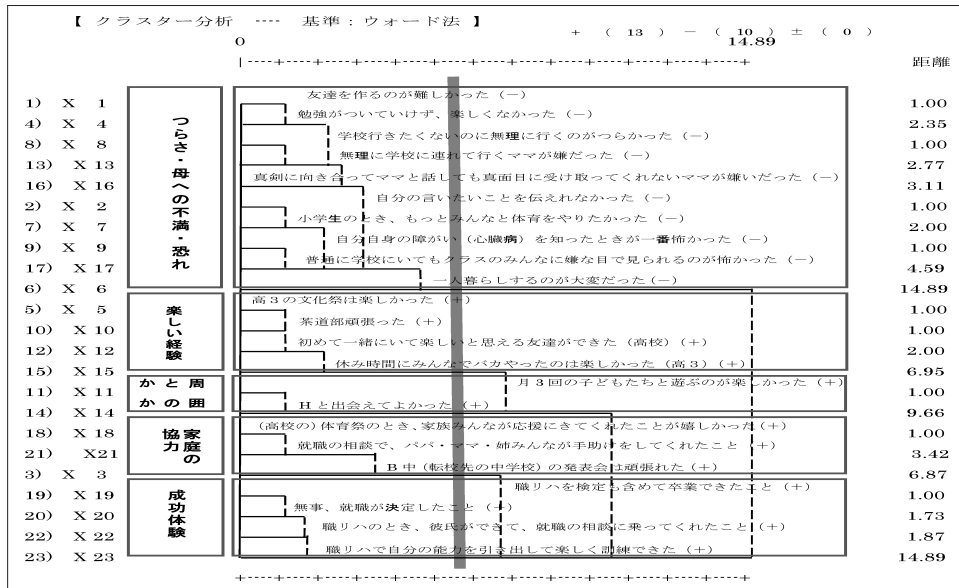 【 クラスター分析 ---- 基準：ウォード法 】
+ ( 13 ) － ( 10 ) ± ( 0 )
0 14.89
距離
友達を作るのが難しかった（－）
1) X 1 1.00
勉強がついていけず、楽しくなかった（－）
4) X 4 2.35
学校行きたくないのに無理に行くのがつらかった（－）
8) X 8 1.00
無理に学校に連れて行くママが嫌だった（－）
13) X 13 2.77
真剣に向き合ってママと話しても真面目に受け取ってくれないママが嫌いだった（－）
16) X 16 3.11
自分の言いたいことを伝えれなかった（－）
2) X 2 1.00
小学生のとき、もっとみんなと体育をやりたかった（－）
7) X 7 2.00
自分自身の障がい（心臓病）を知ったときが一番怖かった（－）
9) X 9 1.00
普通に学校にいてもクラスのみんなに嫌な目で見られるのが怖かった（－）
17) X 17 4.59
一人暮らしするのが大変だった（－）
6) X 6 14.89
つらさ・母への不満・恐れ
高３の文化祭は楽しかった（+）
5) X 5 1.00
茶道部頑張った（+）
10) X 10 1.00
初めて一緒にいて楽しいと思える友達ができた（高校）（+）
12) X 12 2.00
休み時間にみんなでバカやったのは楽しかった（高３）（+）
15) X 15 6.95
楽しい経験
月３回の子どもたちと遊ぶのが楽しかった（+）
11) X 11 1.00
Hと出会えてよかった（+）
14) X 14 9.66
周囲の
かとか
(高校の) 体育祭のとき、家族みんなが応援にきてくれたことが嬉しかった（+）
18) X 18 1.00
就職の相談で、パパ・ママ・姉みんなが手助けをしてくれたこと（+）
21) X21 3.42
B中（転校先の中学校）の発表会は頑張れた（+）
3) X 3 6.87
家庭の
協力
職リハを検定も含めて卒業できたこと（+）
19) X 19 1.00
無事、就職が決定したこと（+）
20) X 20 1.73
職リハのとき、彼氏ができて、就職の相談に乗ってくれたこと（+）
22) X 22 1.87
職リハで自分の能力を引き出して楽しく訓練できた（+）
23) X 23 14.89
成功体験